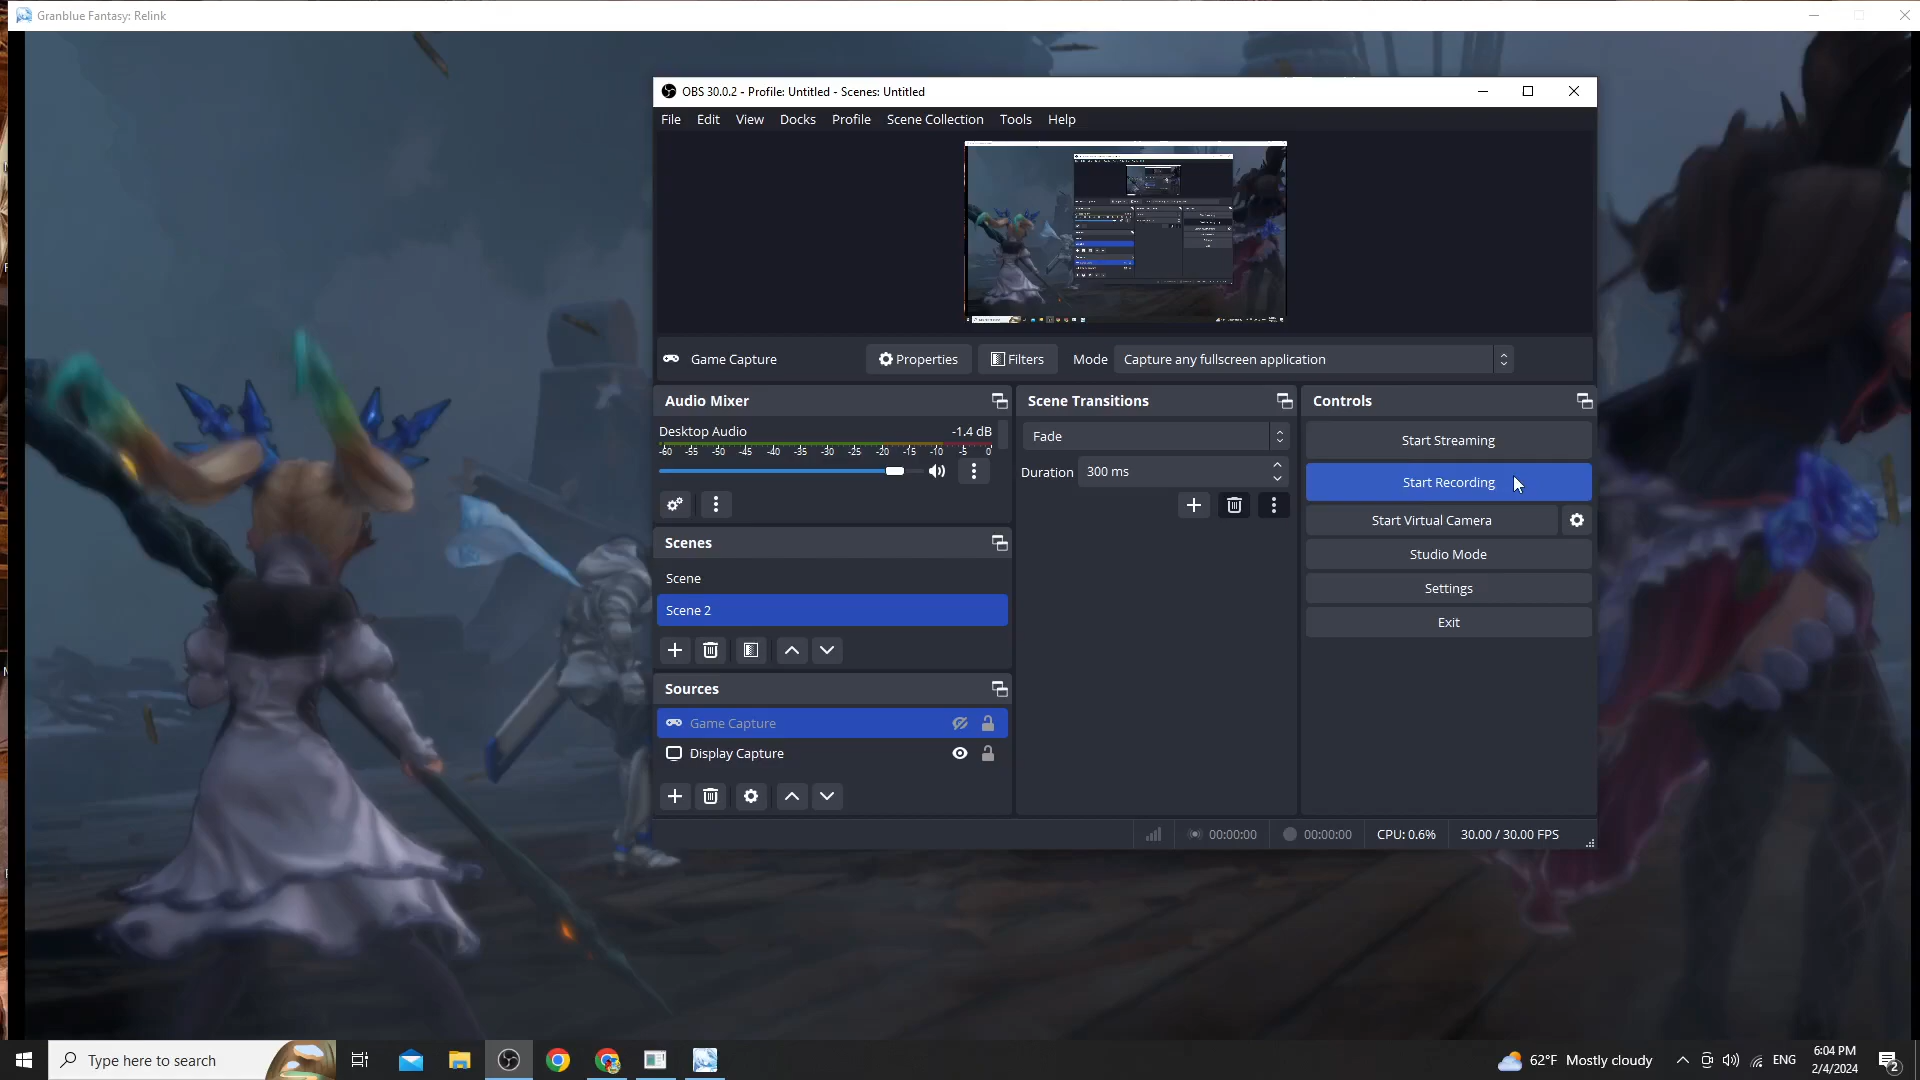 Granblue Fantasy: Relink
OBS 30.0.2 - Profile: Untitled - Scenes: Untitled
File Edit View Docks Profile Scene Collection Tools Help
Game Capture Properties Filters Mode Capture any fullscreen application
Audio Mixer
Desktop Audio -1.4 dB
-60 -55 -50 -45 -40 -35 -30 -25 -20 -15 -10 -5 0
Scenes
Scene
Scene 2
Sources
Game Capture
Display Capture
Scene Transitions
Fade
Duration 300 ms
Controls
Start Streaming
Start Recording
Start Virtual Camera
Studio Mode
Settings
Exit
00:00:00 00:00:00 CPU: 0.6% 30.00 / 30.00 FPS
Type here to search
62°F Mostly cloudy
ENG
6:04 PM
2/4/2024
2